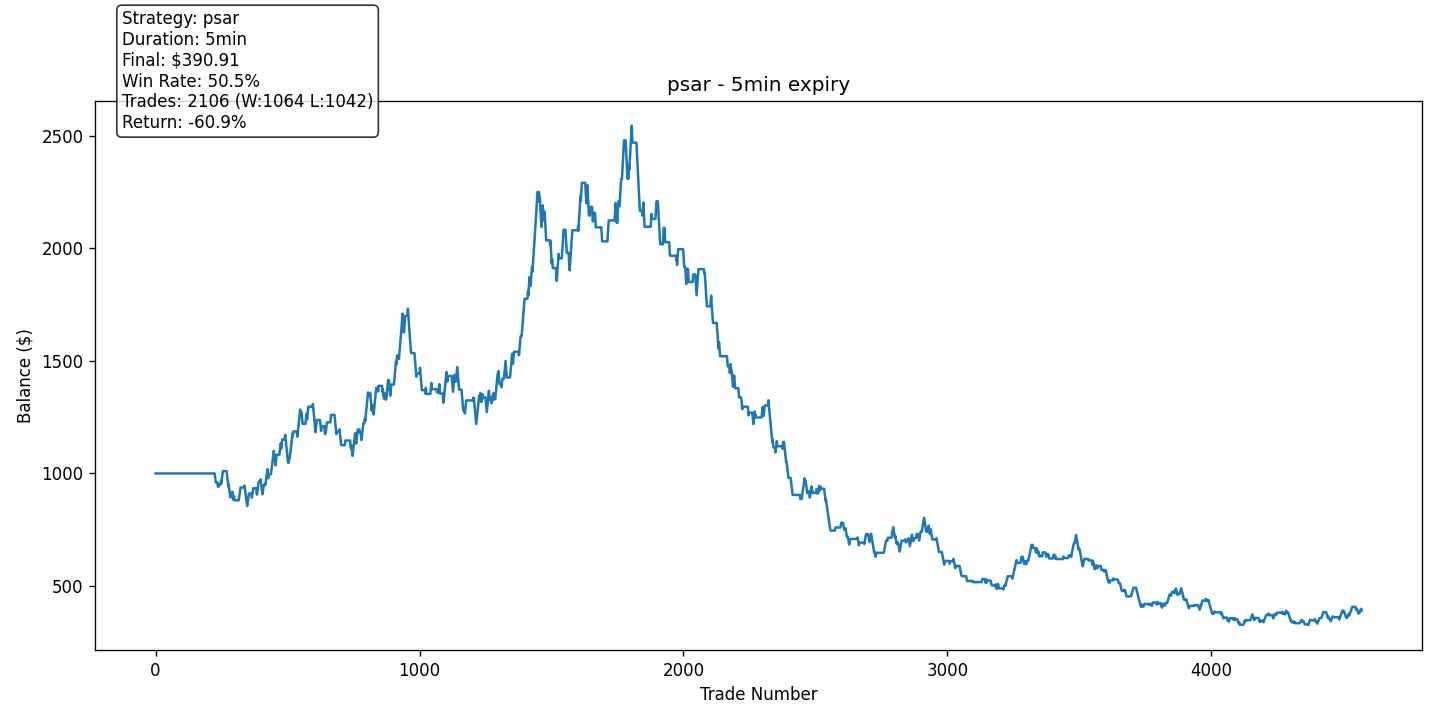 Strategy: psar
Duration: 5min
Final: $390.91
Win Rate: 50.5%
Trades: 2106 (W:1064 L:1042)
Return: -60.9%
psar - 5min expiry
Balance ($)
2500
2000
1500
1000
500
0
1000
2000
3000
4000
Trade Number